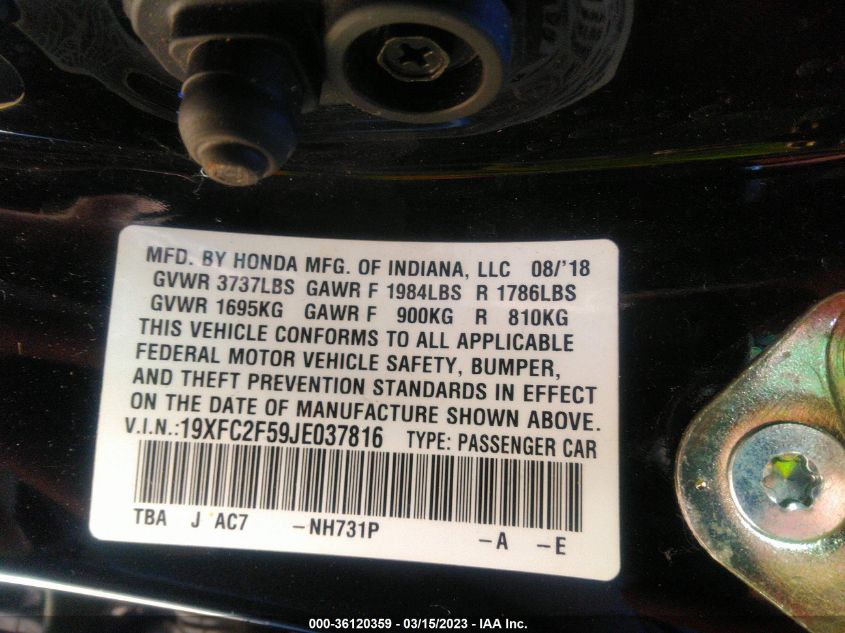 MFD. BY HONDA MFG. OF INDIANA, LLC 08/'18
GVWR 3737LBS GAWR F 1984LBS R 1786LBS
GVWR 1695KG GAWR F 900KG R 810KG
THIS VEHICLE CONFORMS TO ALL APPLICABLE
FEDERAL MOTOR VEHICLE SAFETY, BUMPER,
AND THEFT PREVENTION STANDARDS IN EFFECT
ON THE DATE OF MANUFACTURE SHOWN ABOVE.
V.I.N.:19XFC2F59JE037816 TYPE: PASSENGER CAR
TBA J AC7 -NH731P -A -E
000-36120359 - 03/15/2023 - IAA Inc.